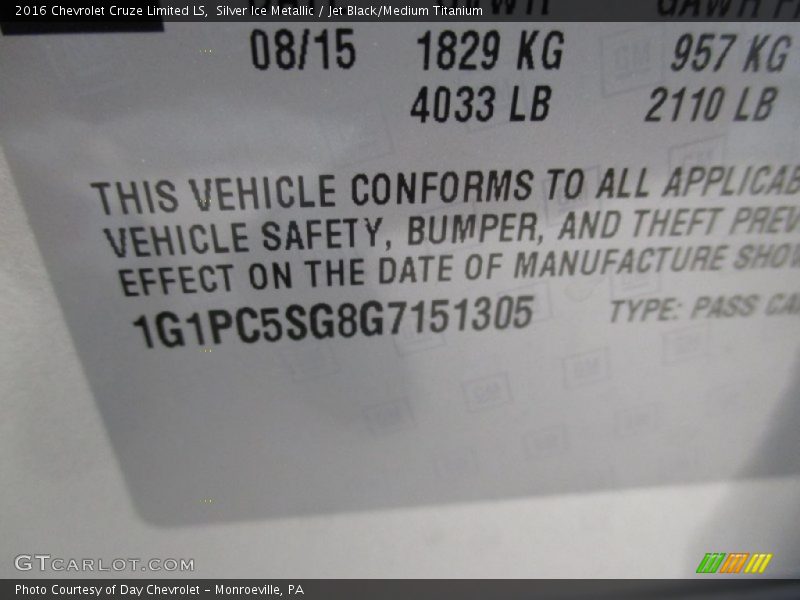 2016 Chevrolet Cruze Limited LS, Silver Ice Metallic / Jet Black/Medium Titanium
08/15 1829 KG 957 KG
4033 LB 2110 LB
THIS VEHICLE CONFORMS TO ALL APPLICAB
VEHICLE SAFETY, BUMPER, AND THEFT PREV
EFFECT ON THE DATE OF MANUFACTURE SHOW
1G1PC5SG8G7151305 TYPE: PASS CA
GTCARLOT.COM
Photo Courtesy of Day Chevrolet - Monroeville, PA